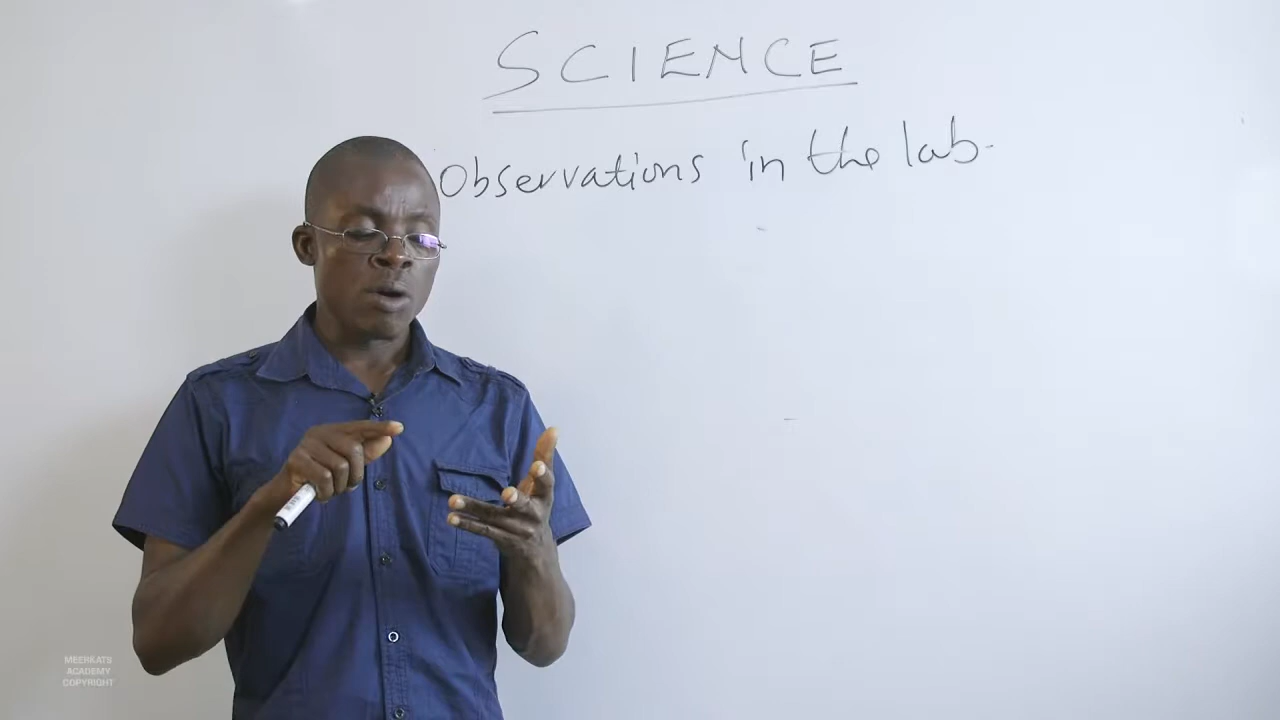 SCIENCE
Observations in the lab.
MEERKATS
ACADEMY
COPYRIGHT